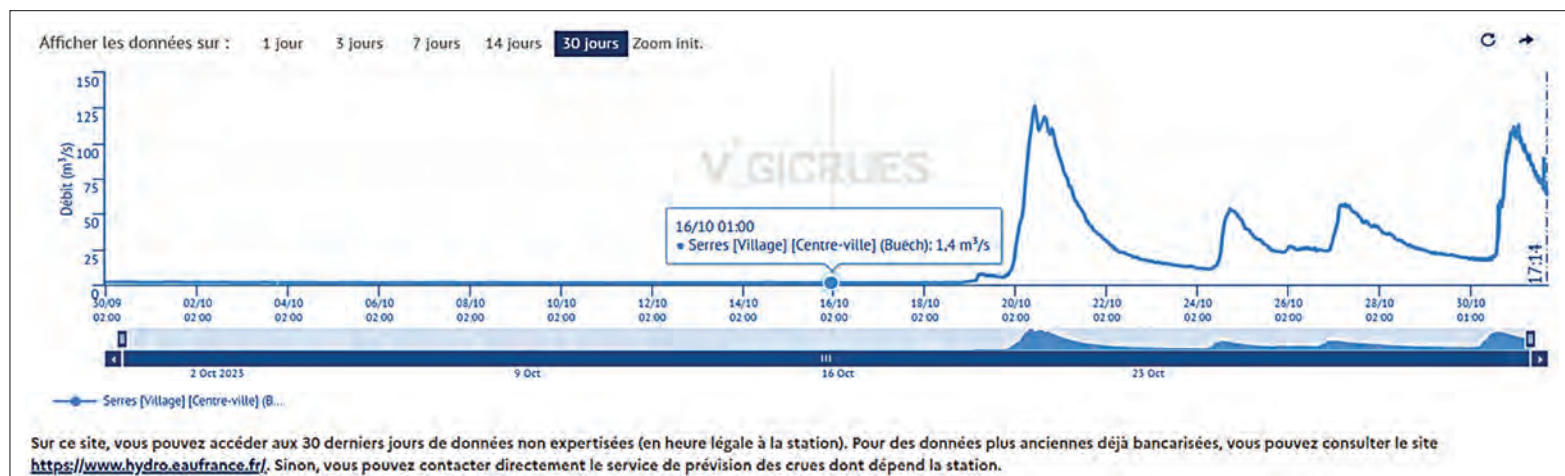 Afficher les données sur : 1 jour 3 jours 7 jours 14 jours 30 jours Zoom init.
150
125
100
75
50
25
0
Débit (m³/s)
VIGICRUES
16/10 01:00
• Serres [Village] [Centre-ville] (Buëch): 1,4 m³/s
17:14
30/09 02/10 04/10 06/10 08/10 10/10 12/10 14/10 16/10 18/10 20/10 22/10 24/10 26/10 28/10 30/10
02:00 02:00 02:00 02:00 02:00 02:00 02:00 02:00 02:00 02:00 02:00 02:00 02:00 02:00 02:00 01:00
2 Oct 2023 9 Oct 16 Oct 23 Oct
Serres [Village] [Centre-ville] (B...
Sur ce site, vous pouvez accéder aux 30 derniers jours de données non expertisées (en heure légale à la station). Pour des données plus anciennes déjà bancarisées, vous pouvez consulter le site
https://www.hydro.eaufrance.fr/. Sinon, vous pouvez contacter directement le service de prévision des crues dont dépend la station.